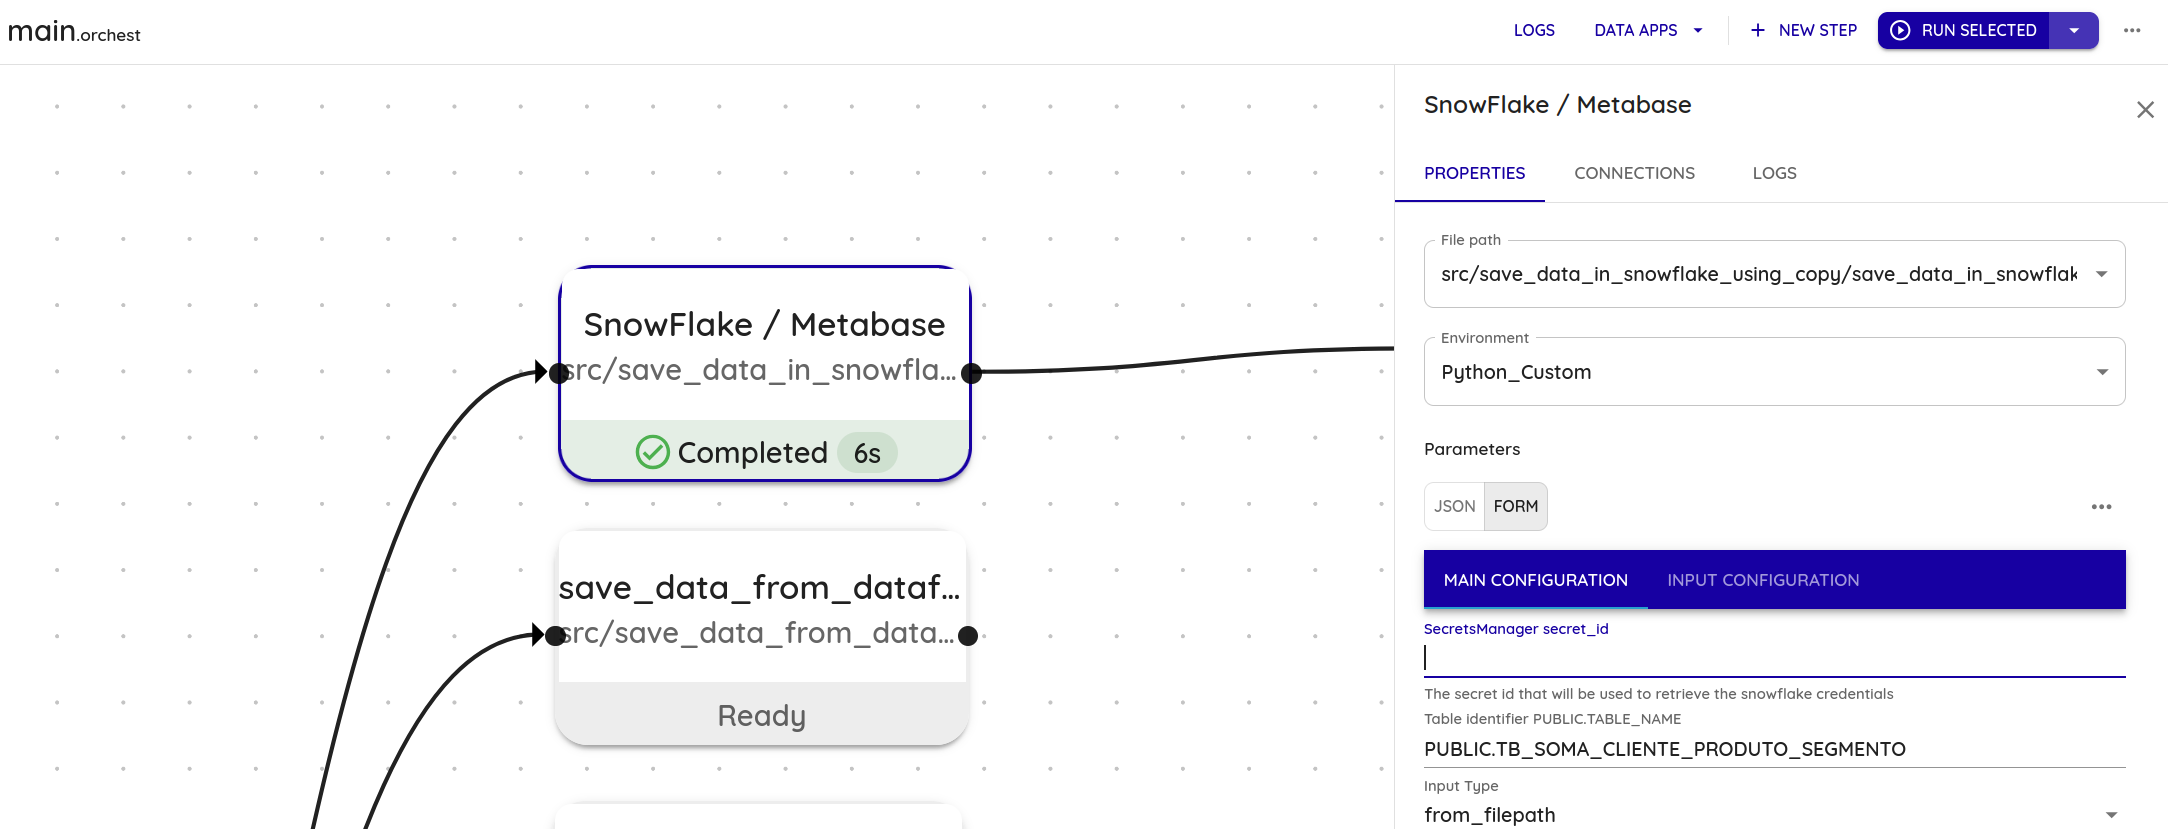 main.orchest
LOGS
DATA APPS
NEW STEP
RUN SELECTED
SnowFlake / Metabase
src/save_data_in_snowfla...
Completed 6s
save_data_from_dataf...
src/save_data_from_data...
Ready
SnowFlake / Metabase
PROPERTIES
CONNECTIONS
LOGS
File path
src/save_data_in_snowflake_using_copy/save_data_in_snowflak
Environment
Python_Custom
Parameters
JSON
FORM
MAIN CONFIGURATION
INPUT CONFIGURATION
SecretsManager secret_id
The secret id that will be used to retrieve the snowflake credentials
Table identifier PUBLIC.TABLE_NAME
PUBLIC.TB_SOMA_CLIENTE_PRODUTO_SEGMENTO
Input Type
from_filepath